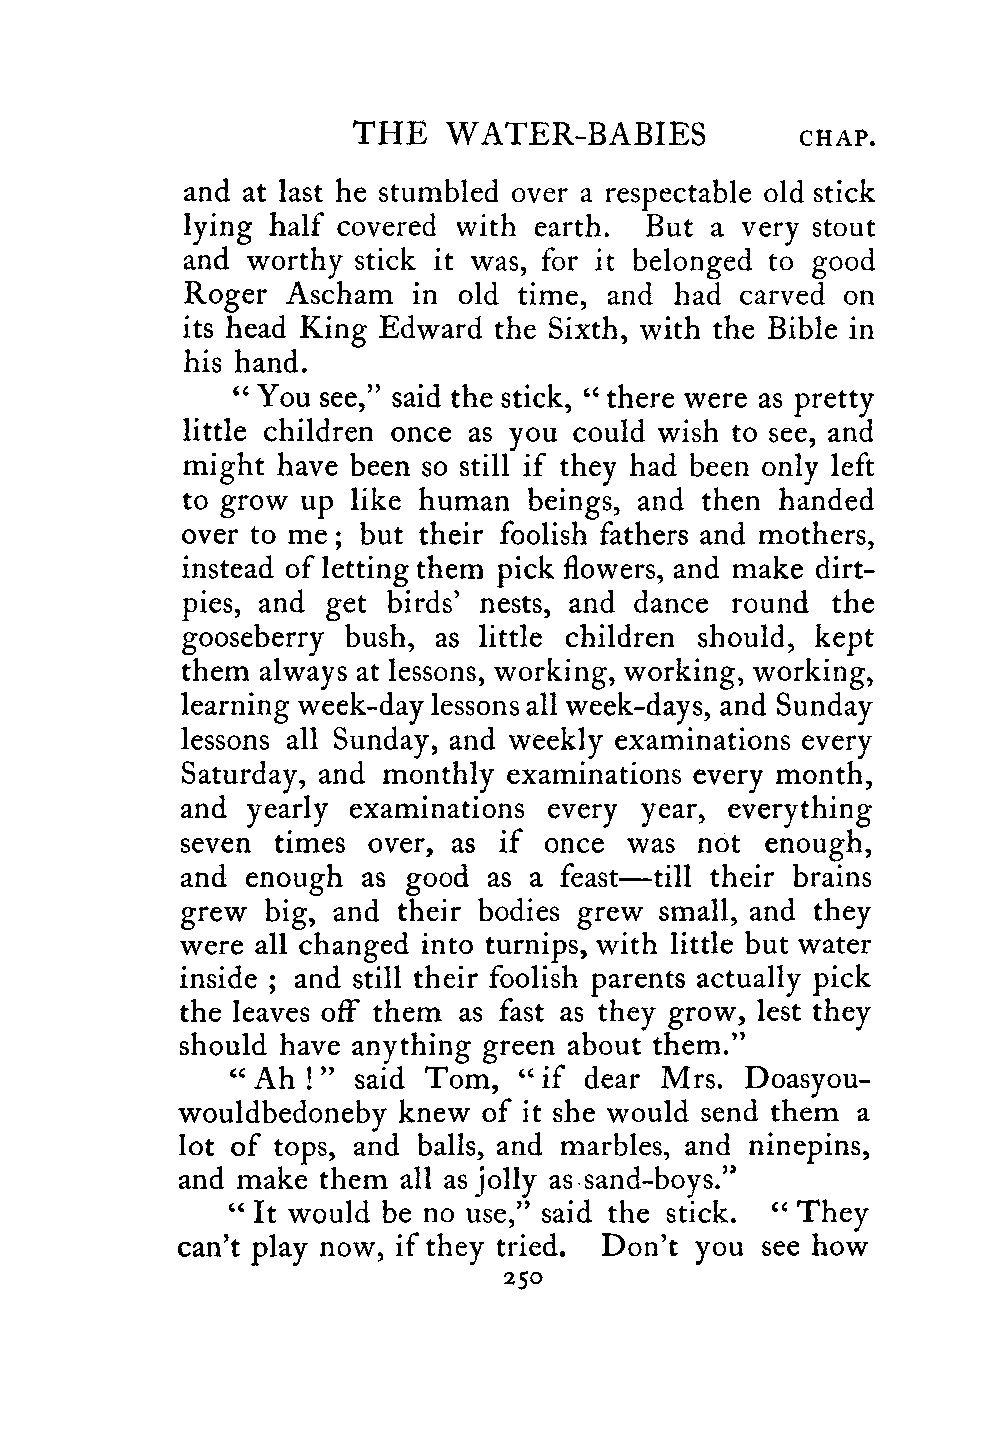 THE WATER-BABIES CHAP.
and at last he stumbled over a respectable old stick
lying half covered with earth. But a very stout
and worthy stick it was, for it belonged to good
Roger Ascham in old time, and had carved on
its head King Edward the Sixth, with the Bible in
his hand.
“ You see,” said the stick, “ there were as pretty
little children once as you could wish to see, and
might have been so still if they had been only left
to grow up like human beings, and then handed
over to me ; but their foolish fathers and mothers,
instead of letting them pick flowers, and make dirt-
pies, and get birds’ nests, and dance round the
gooseberry bush, as little children should, kept
them always at lessons, working, working, working,
learning week-day lessons all week-days, and Sunday
lessons all Sunday, and weekly examinations every
Saturday, and monthly examinations every month,
and yearly examinations every year, everything
seven times over, as if once was not enough,
and enough as good as a feast—till their brains
grew big, and their bodies grew small, and they
were all changed into turnips, with little but water
inside ; and still their foolish parents actually pick
the leaves off them as fast as they grow, lest they
should have anything green about them.”
“ Ah ! ” said Tom, “ if dear Mrs. Doasyou-
wouldbedoneby knew of it she would send them a
lot of tops, and balls, and marbles, and ninepins,
and make them all as jolly as sand-boys.”
“ It would be no use,” said the stick. “ They
can’t play now, if they tried. Don’t you see how
250